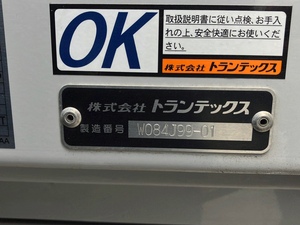 OK
取扱説明書に従い点検、お手入
れの上、安全快適にお使いくだ
さい。
株式会社 トランテックス
株式会社 トランテックス
製造番号 W084J99-01